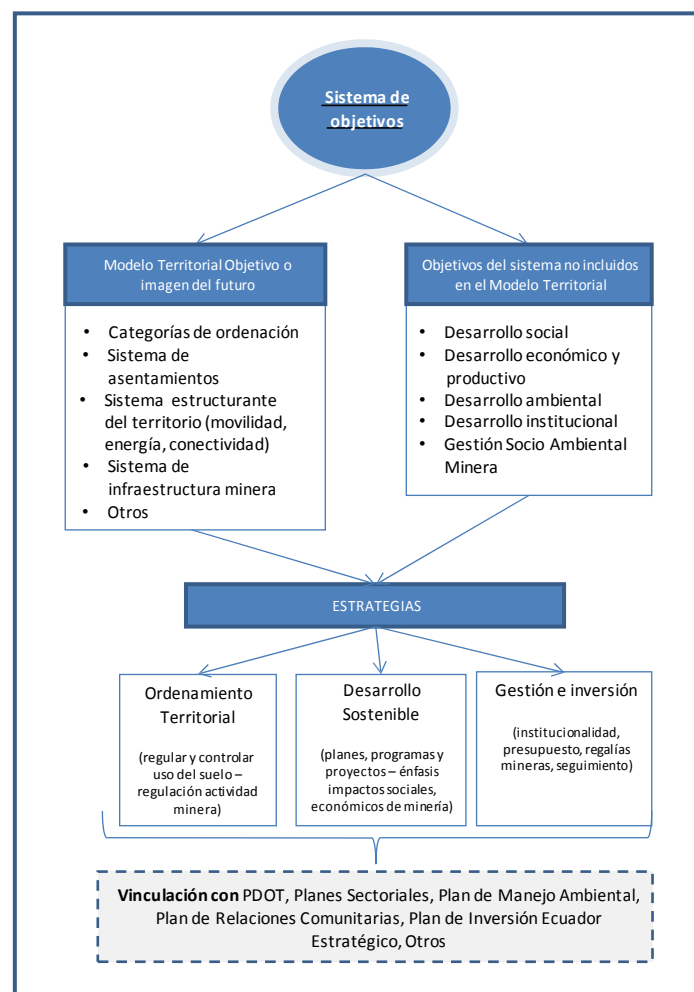 Sistema de
objetivos
Modelo Territorial Objetivo o
imagen del futuro
• Categorías de ordenación
• Sistema de
asentamientos
• Sistema estructurante
del territorio (movilidad,
energía, conectividad)
• Sistema de
infraestructura minera
• Otros
Objetivos del sistema no incluidos
en el Modelo Territorial
• Desarrollo social
• Desarrollo económico y
productivo
• Desarrollo ambiental
• Desarrollo institucional
• Gestión Socio Ambiental
Minera
ESTRATEGIAS
Ordenamiento
Territorial
(regular y controlar
uso del suelo –
regulación actividad
minera)
Desarrollo
Sostenible
(planes, programas y
proyectos – énfasis
impactos sociales,
económicos de minería)
Gestión e inversión
(institucionalidad,
presupuesto, regalías
mineras, seguimiento)
Vinculación con PDOT, Planes Sectoriales, Plan de Manejo Ambiental,
Plan de Relaciones Comunitarias, Plan de Inversión Ecuador
Estratégico, Otros